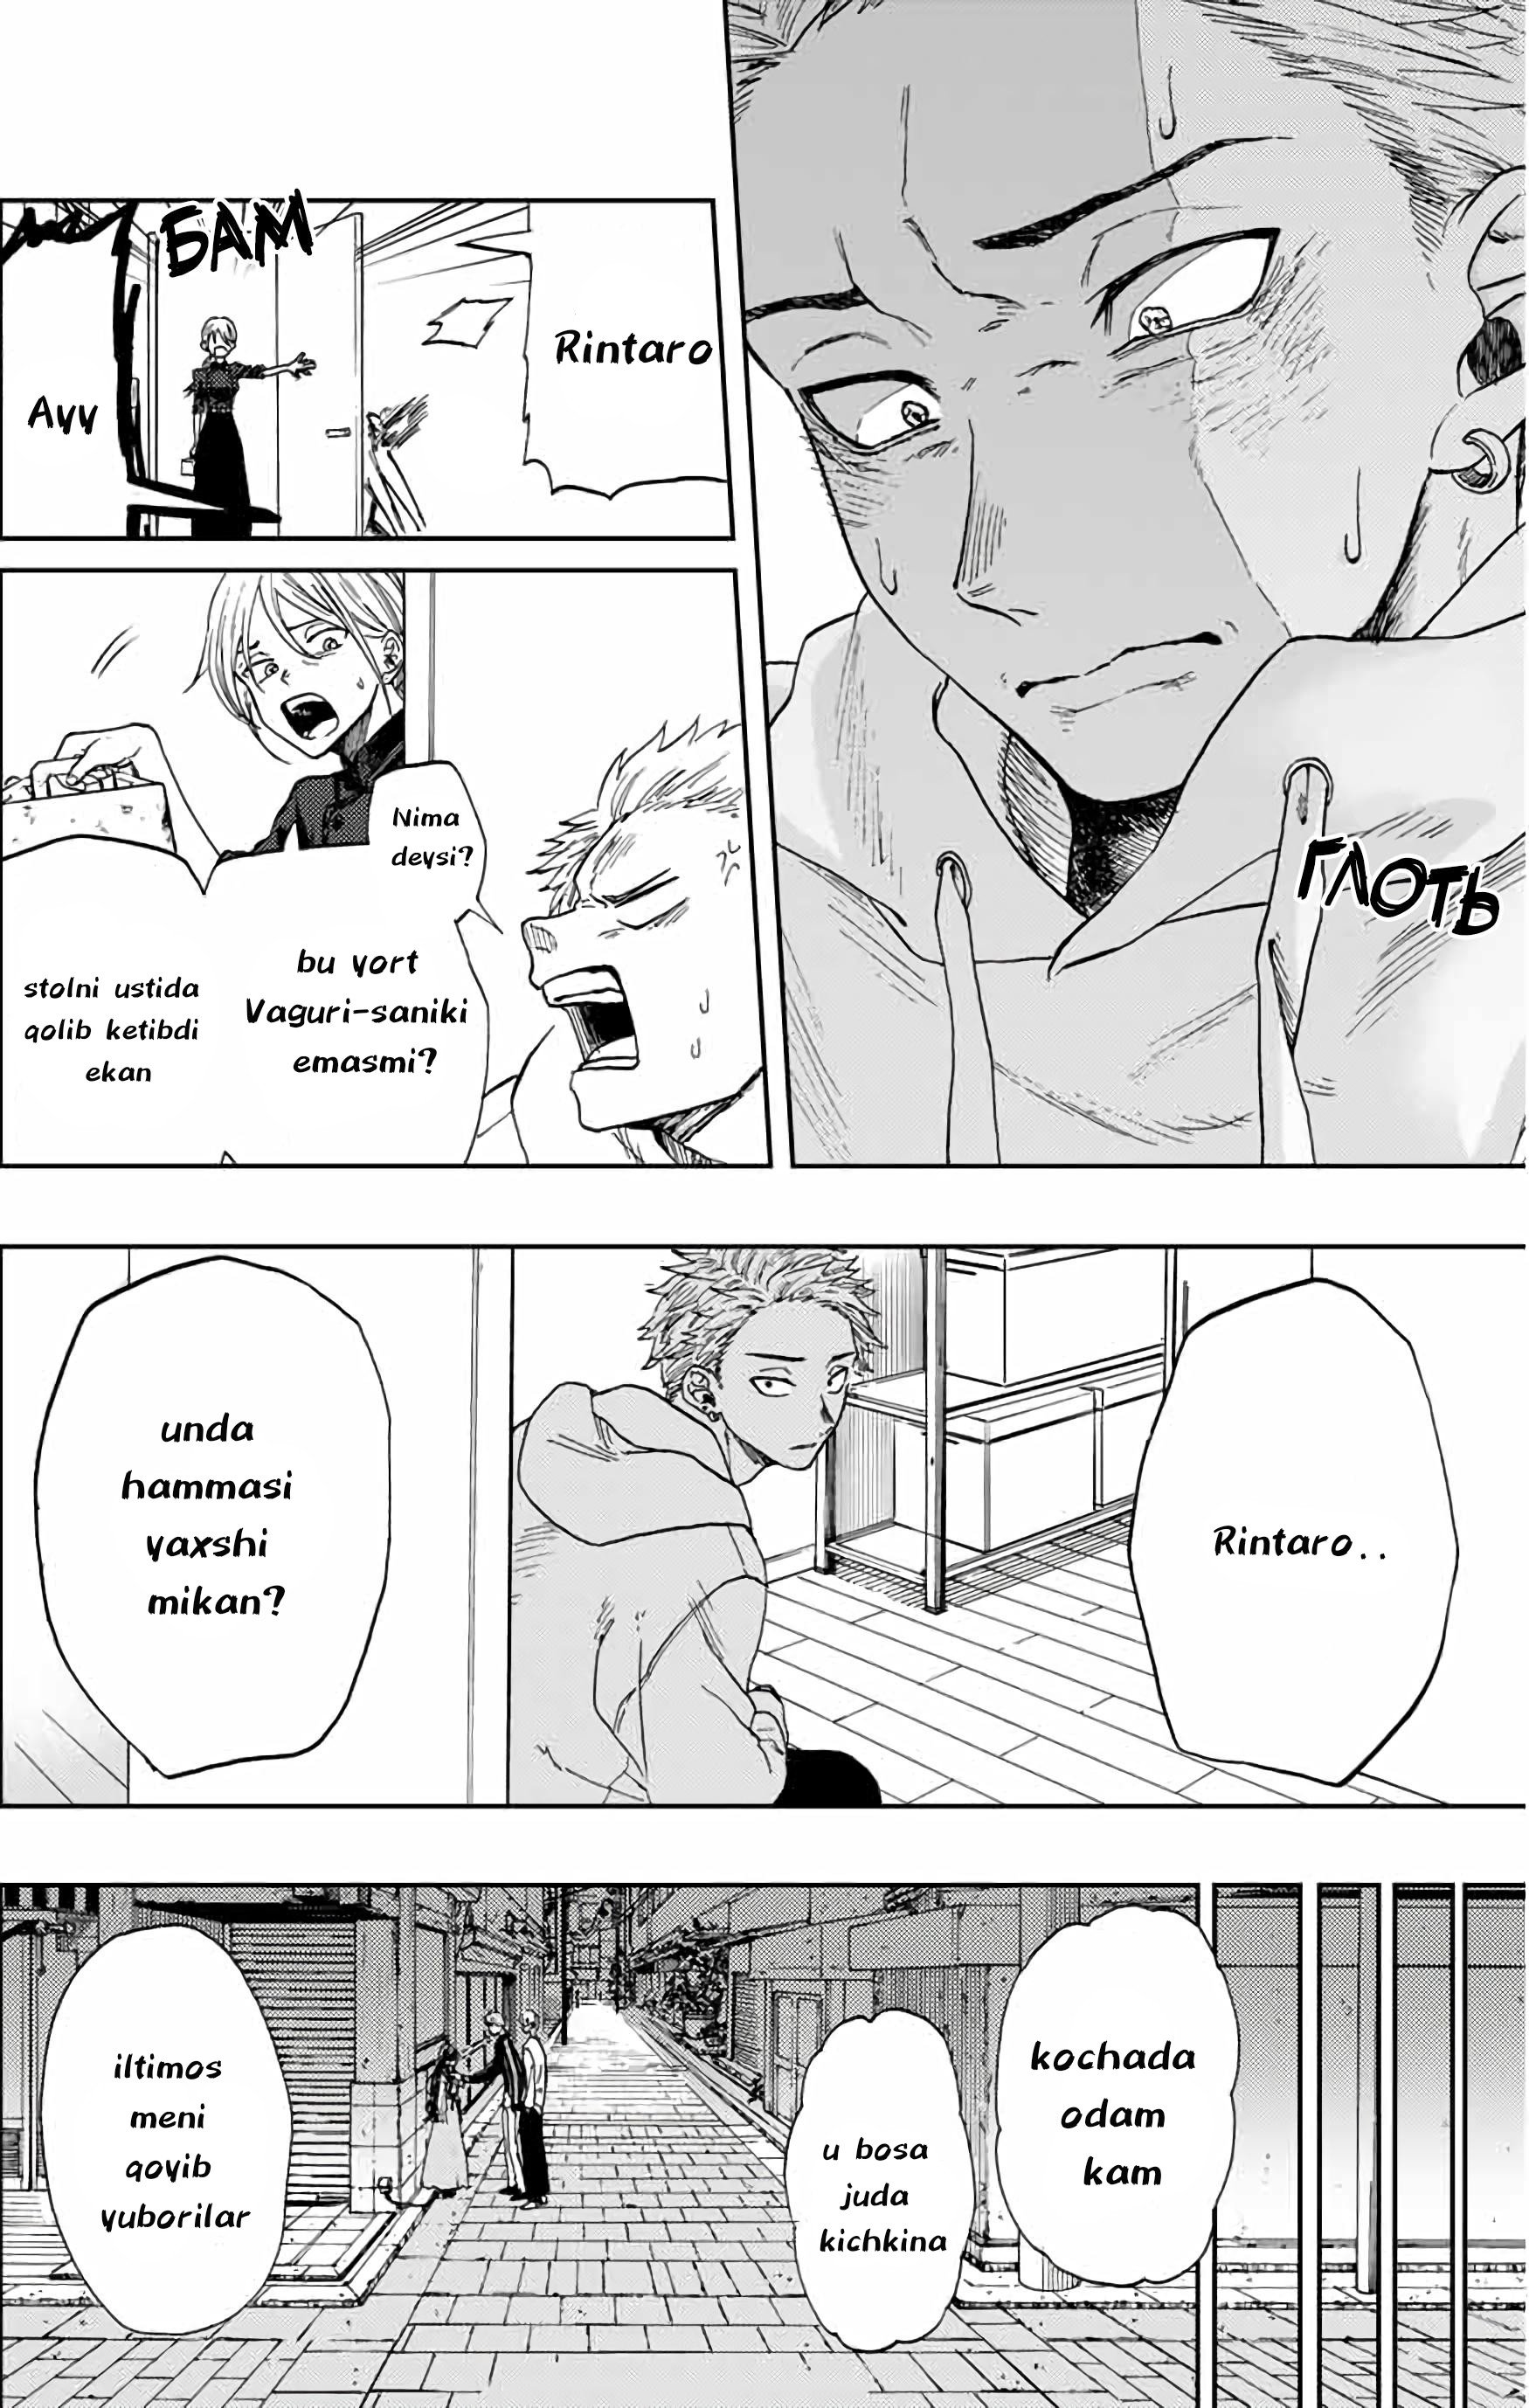 ГЛОТЬ
Rintaro
БАМ
Ayy
Nima
deysi?
bu yort
Vaguri-saniki
emasmi?
stolni ustida
qolib ketibdi
ekan
Rintaro..
unda
hammasi
yaxshi
mikan?
kochada
odam
kam
u bosa
juda
kichkina
iltimos
meni
qoyib
yuborilar